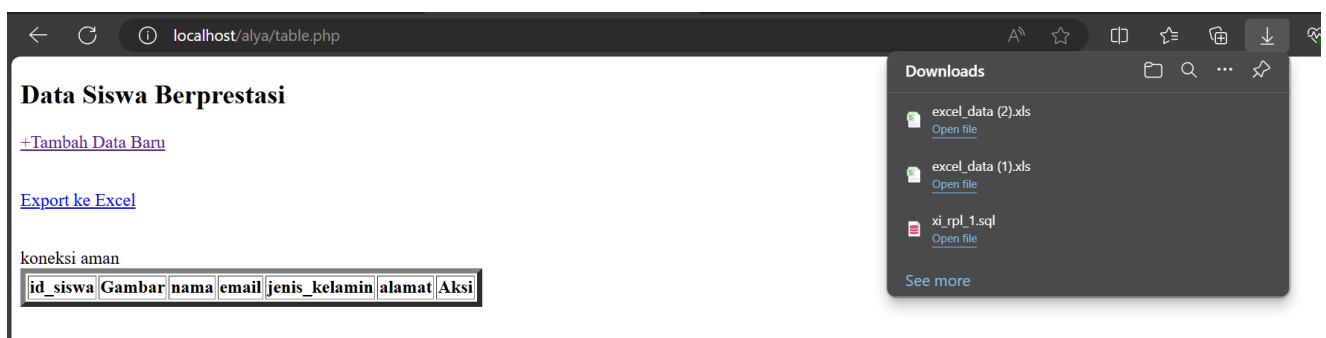 localhost/alya/table.php
Data Siswa Berprestasi
+Tambah Data Baru
Export ke Excel
koneksi aman
id_siswa Gambar nama email jenis_kelamin alamat Aksi
Downloads
excel_data (2).xls
Open file
excel_data (1).xls
Open file
xi_rpl_1.sql
Open file
See more